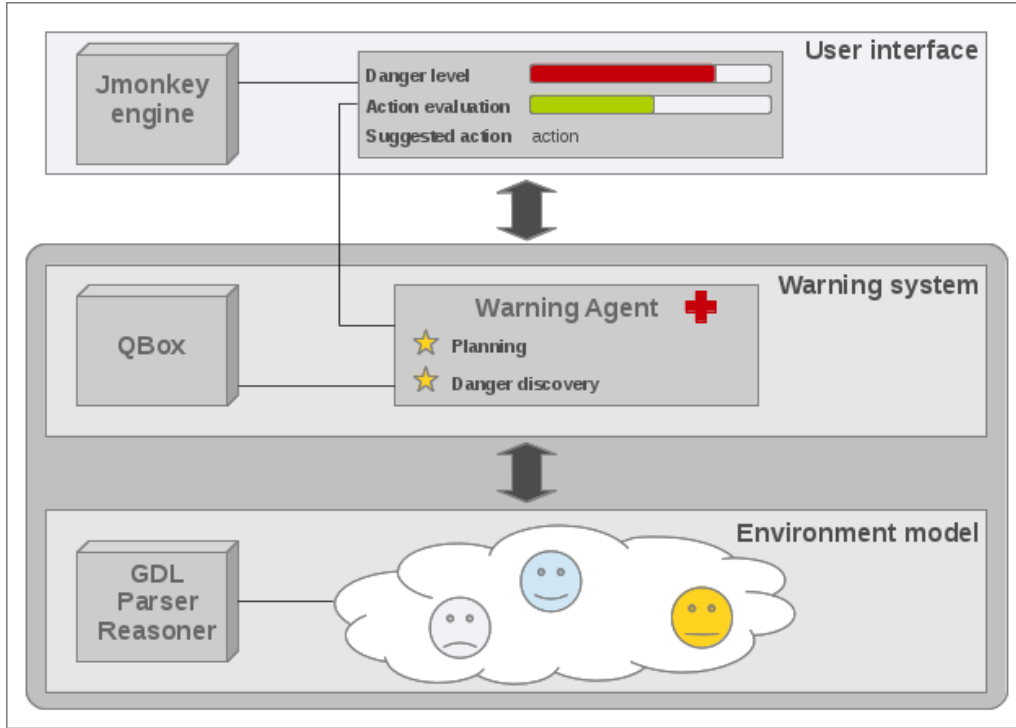 User interface
Jmonkey
engine
Danger level
Action evaluation
Suggested action action
Warning system
QBox
Warning Agent
Planning
Danger discovery
Environment model
GDL
Parser
Reasoner